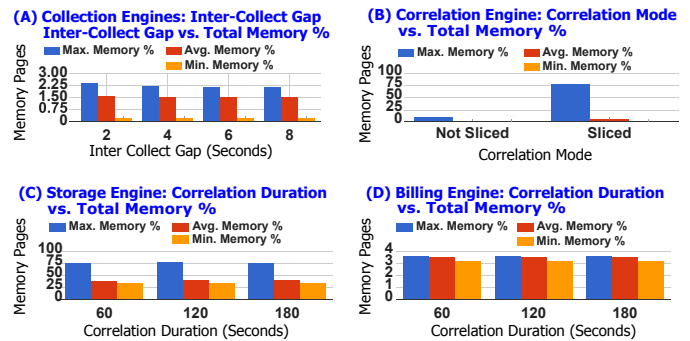 (A) Collection Engines: Inter-Collect Gap
Inter-Collect Gap vs. Total Memory %
Max. Memory % Avg. Memory %
Min. Memory %
Memory Pages
3.00
2.25
1.50
0.75
0
2 4 6 8
Inter Collect Gap (Seconds)
(B) Correlation Engine: Correlation Mode
vs. Total Memory %
Max. Memory % Avg. Memory %
Min. Memory %
Memory Pages
100
75
50
25
0
Not Sliced Sliced
Correlation Mode
(C) Storage Engine: Correlation Duration
vs. Total Memory %
Max. Memory % Avg. Memory %
Min. Memory %
Memory Pages
100
75
50
25
0
60 120 180
Correlation Duration (Seconds)
(D) Billing Engine: Correlation Duration
vs. Total Memory %
Max. Memory % Avg. Memory %
Min. Memory %
Memory Pages
4
3
2
1
0
60 120 180
Correlation Duration (Seconds)